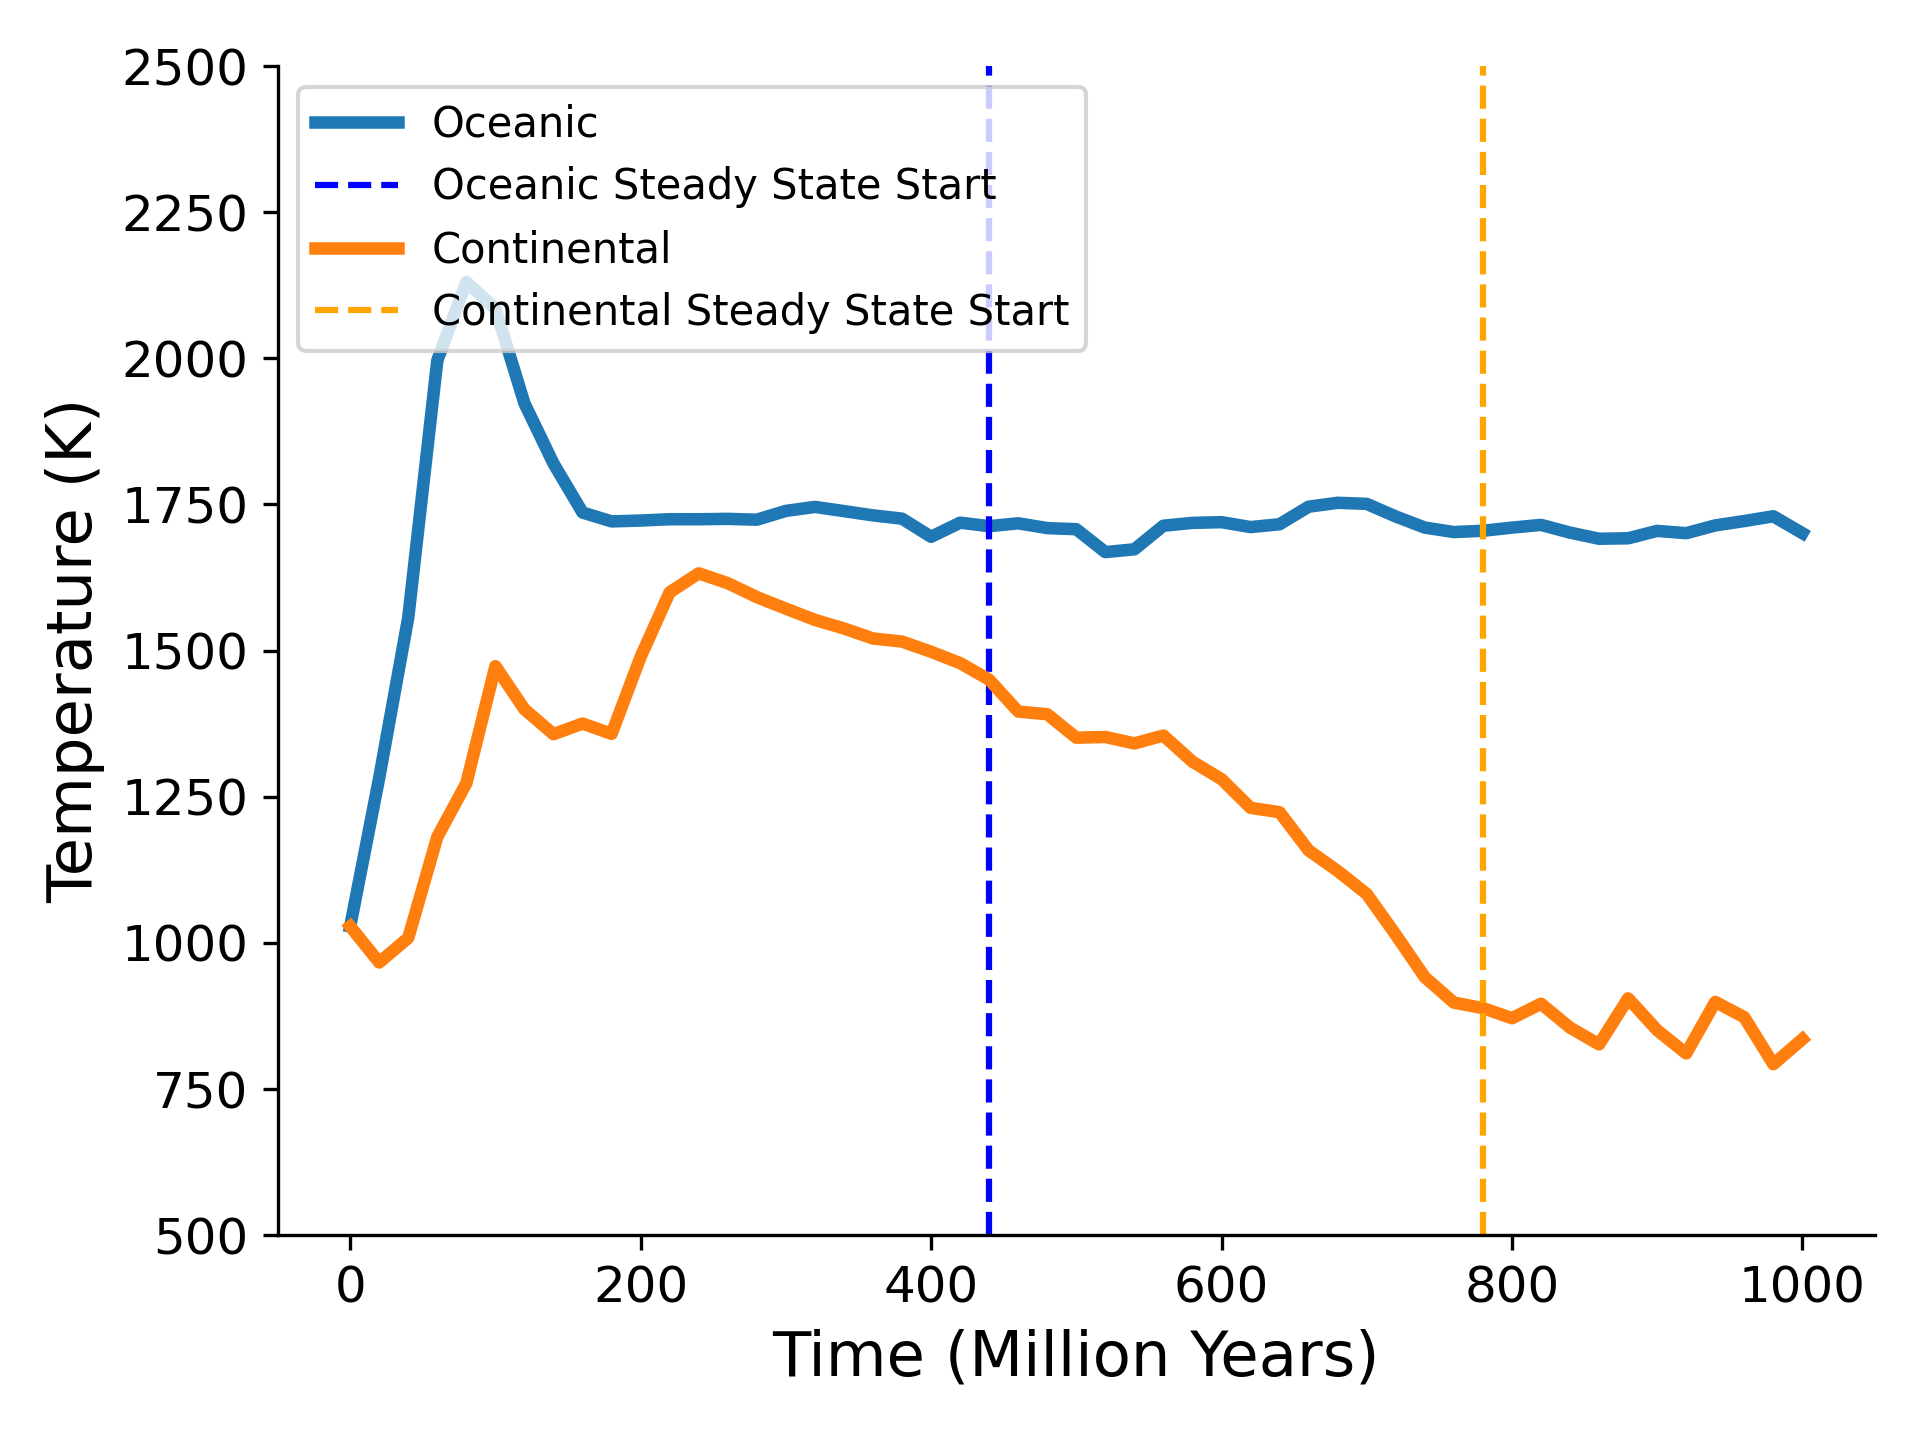 2500
2250
2000
1750
1500
1250
1000
750
500
Temperature (K)
Oceanic
Oceanic Steady State Start
Continental
Continental Steady State Start
0 200 400 600 800 1000
Time (Million Years)